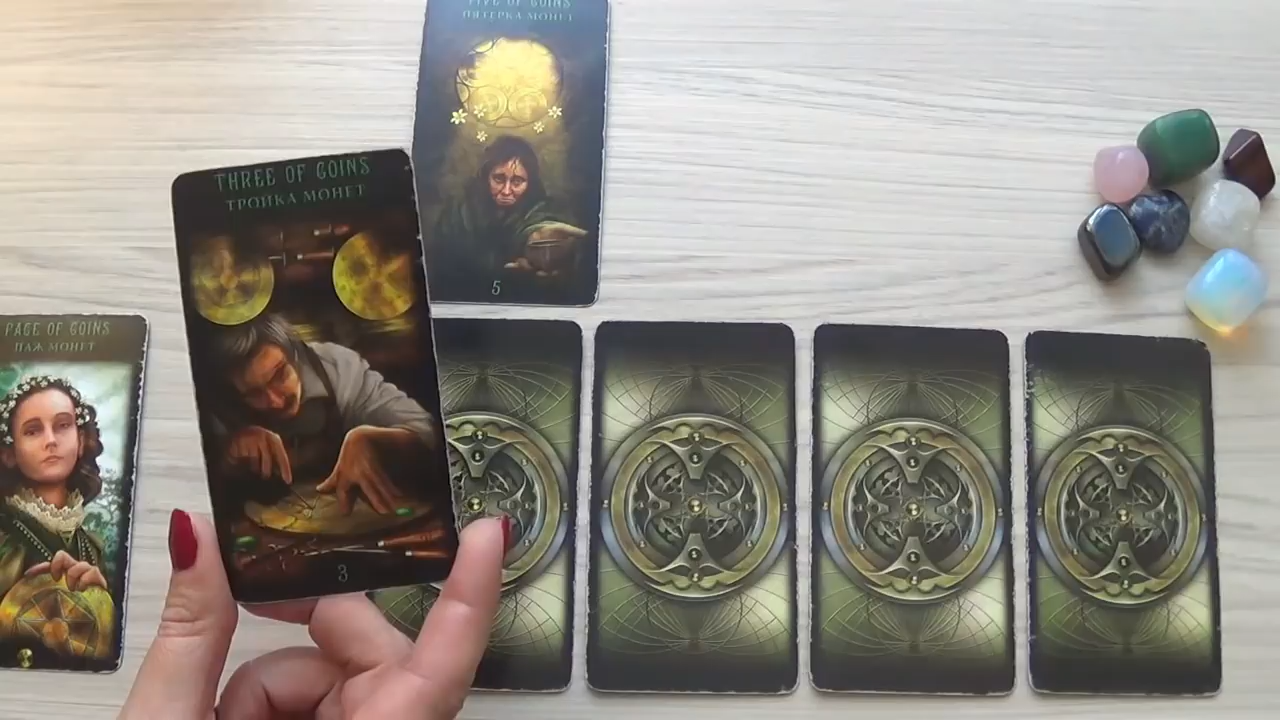 FIVE OF COINS
ПЯТЕРКА МОНЕТ
5
THREE OF COINS
ТРОЙКА МОНЕТ
3
PAGE OF COINS
ПАЖ МОНЕТ